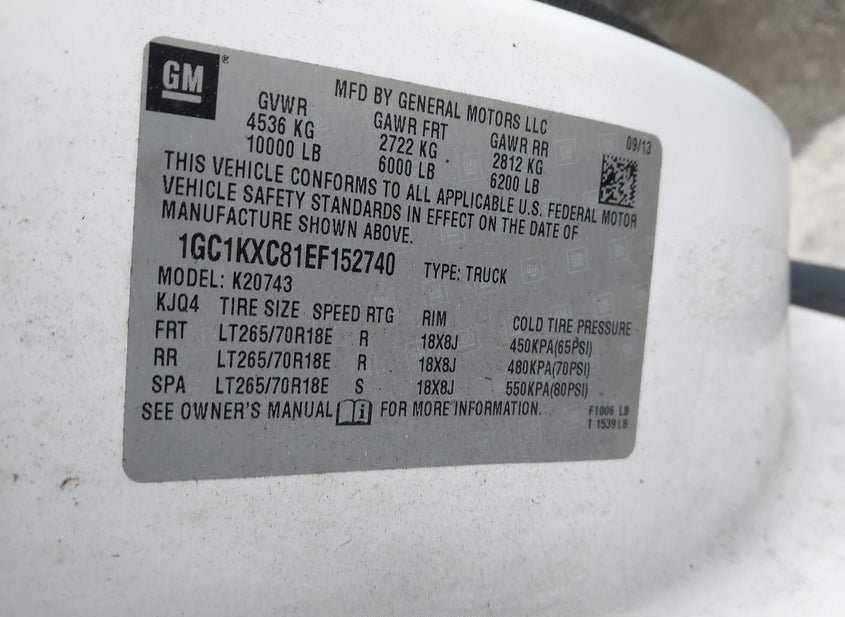 GM
MFD BY GENERAL MOTORS LLC
GVWR GAWR FRT GAWR RR 09/13
4536 KG 2722 KG 2812 KG
10000 LB 6000 LB 6200 LB
THIS VEHICLE CONFORMS TO ALL APPLICABLE U.S. FEDERAL MOTOR
VEHICLE SAFETY STANDARDS IN EFFECT ON THE DATE OF
MANUFACTURE SHOWN ABOVE.
1GC1KXC81EF152740 TYPE: TRUCK
MODEL: K20743
KJQ4 TIRE SIZE SPEED RTG RIM COLD TIRE PRESSURE
FRT LT265/70R18E R 18X8J 450KPA(65PSI)
RR LT265/70R18E R 18X8J 480KPA(70PSI)
SPA LT265/70R18E S 18X8J 550KPA(80PSI)
SEE OWNER'S MANUAL i FOR MORE INFORMATION.
F1006 LB
T 1539 LB